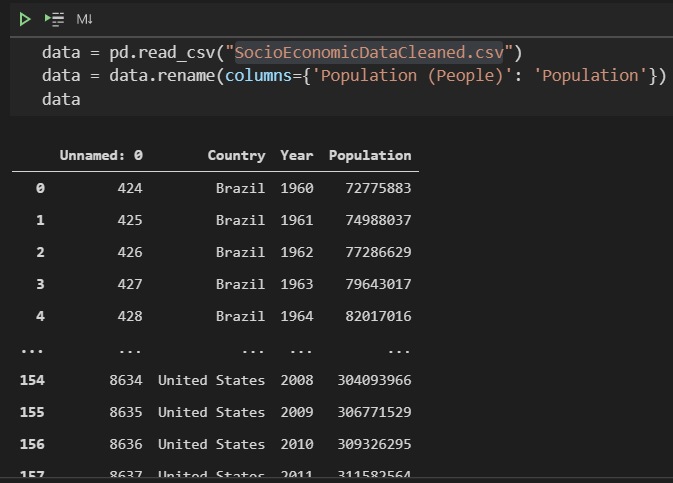 M↓
data = pd.read_csv("SocioEconomicDataCleaned.csv")
data = data.rename(columns={'Population (People)': 'Population'})
data
Unnamed: 0 Country Year Population
0 424 Brazil 1960 72775883
1 425 Brazil 1961 74988037
2 426 Brazil 1962 77286629
3 427 Brazil 1963 79643017
4 428 Brazil 1964 82017016
... ... ... ... ...
154 8634 United States 2008 304093966
155 8635 United States 2009 306771529
156 8636 United States 2010 309326295
157 8637 United States 2011 311582564